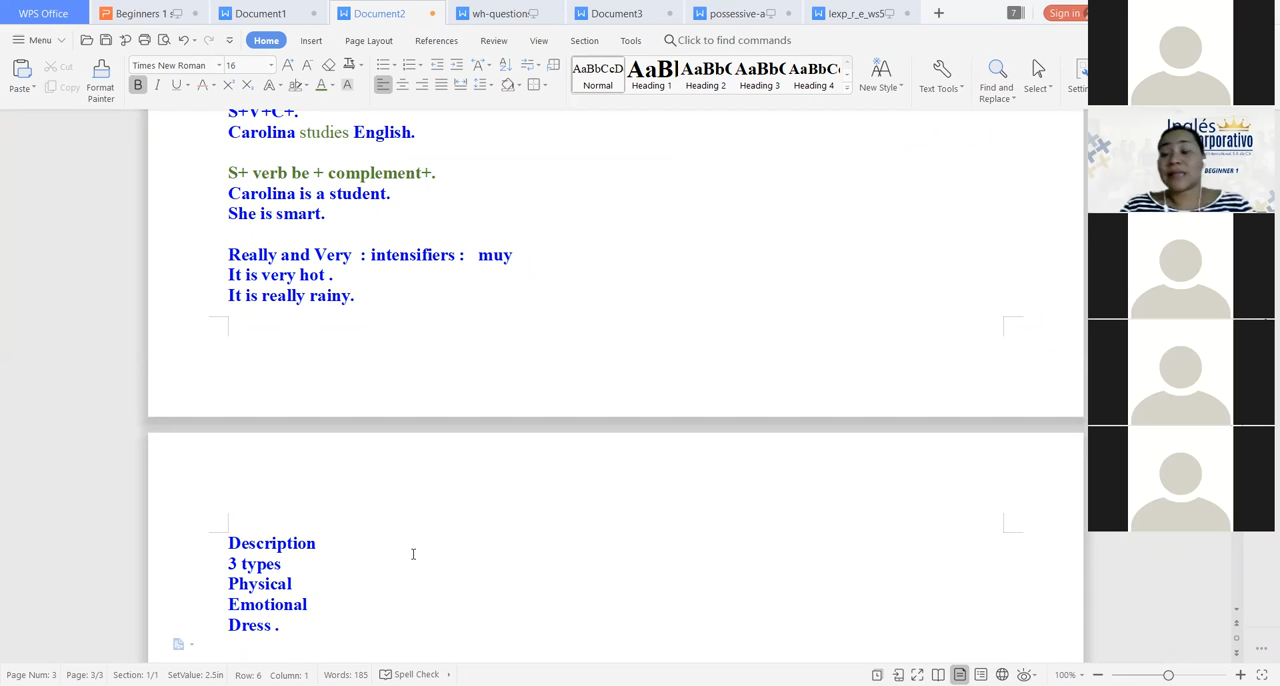 WPS Office
Beginners 1
Document1
Document2
wh-question
Document3
possessive-a
lexp_r_e_ws5
7
Sign in
Menu
Home
Insert
Page Layout
References
Review
View
Section
Tools
Click to find commands
Paste
Cut
Copy
Format Painter
Times New Roman
16
AaBbCcD
Normal
AaBl
Heading 1
AaBb(
Heading 2
AaBb(
Heading 3
AaBbC
Heading 4
New Style
Text Tools
Find and Replace
Select
S+V+C+.
Carolina studies English.
S+ verb be + complement+.
Carolina is a student.
She is smart.
Really and Very : intensifiers : muy
It is very hot .
It is really rainy.
Description
3 types
Physical
Emotional
Dress .
Inglés
BEGINNER 1
Page Num: 3
Page: 3/3
Section: 1/1
SetValue: 2.5in
Row: 6
Column: 1
Words: 185
Spell Check
100%